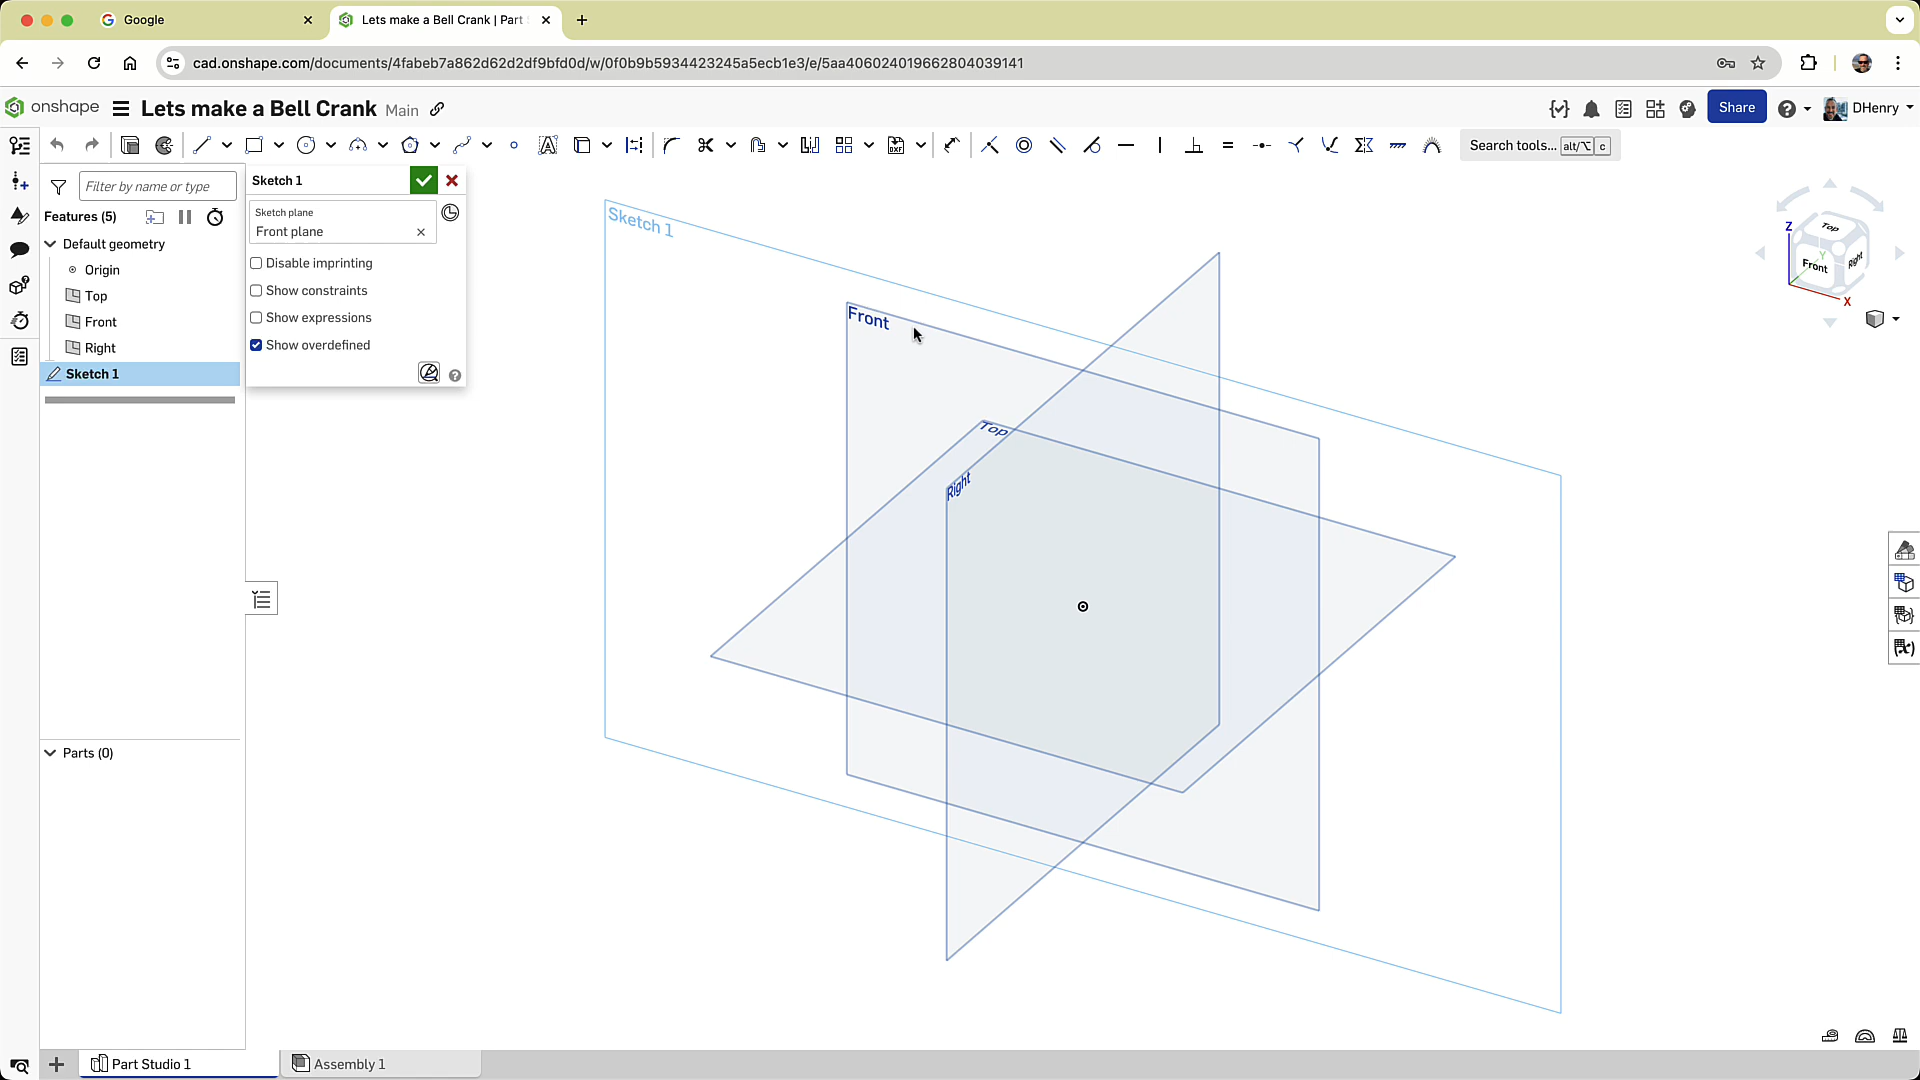 Google
Lets make a Bell Crank | Part
cad.onshape.com/documents/4fabeb7a862d62d2df9bfd0d/w/0f0b9b5934423245a5ecb1e3/e/5aa406024019662804039141
onshape
Lets make a Bell Crank
Main
Share
DHenry
Search tools... alt/⌥ c
Filter by name or type
Features (5)
Default geometry
Origin
Top
Front
Right
Sketch 1
Parts (0)
Sketch 1
Sketch plane
Front plane
Disable imprinting
Show constraints
Show expressions
Show overdefined
Sketch 1
Front
Top
Right
Z
Top
Y
Front
Right
X
Part Studio 1
Assembly 1